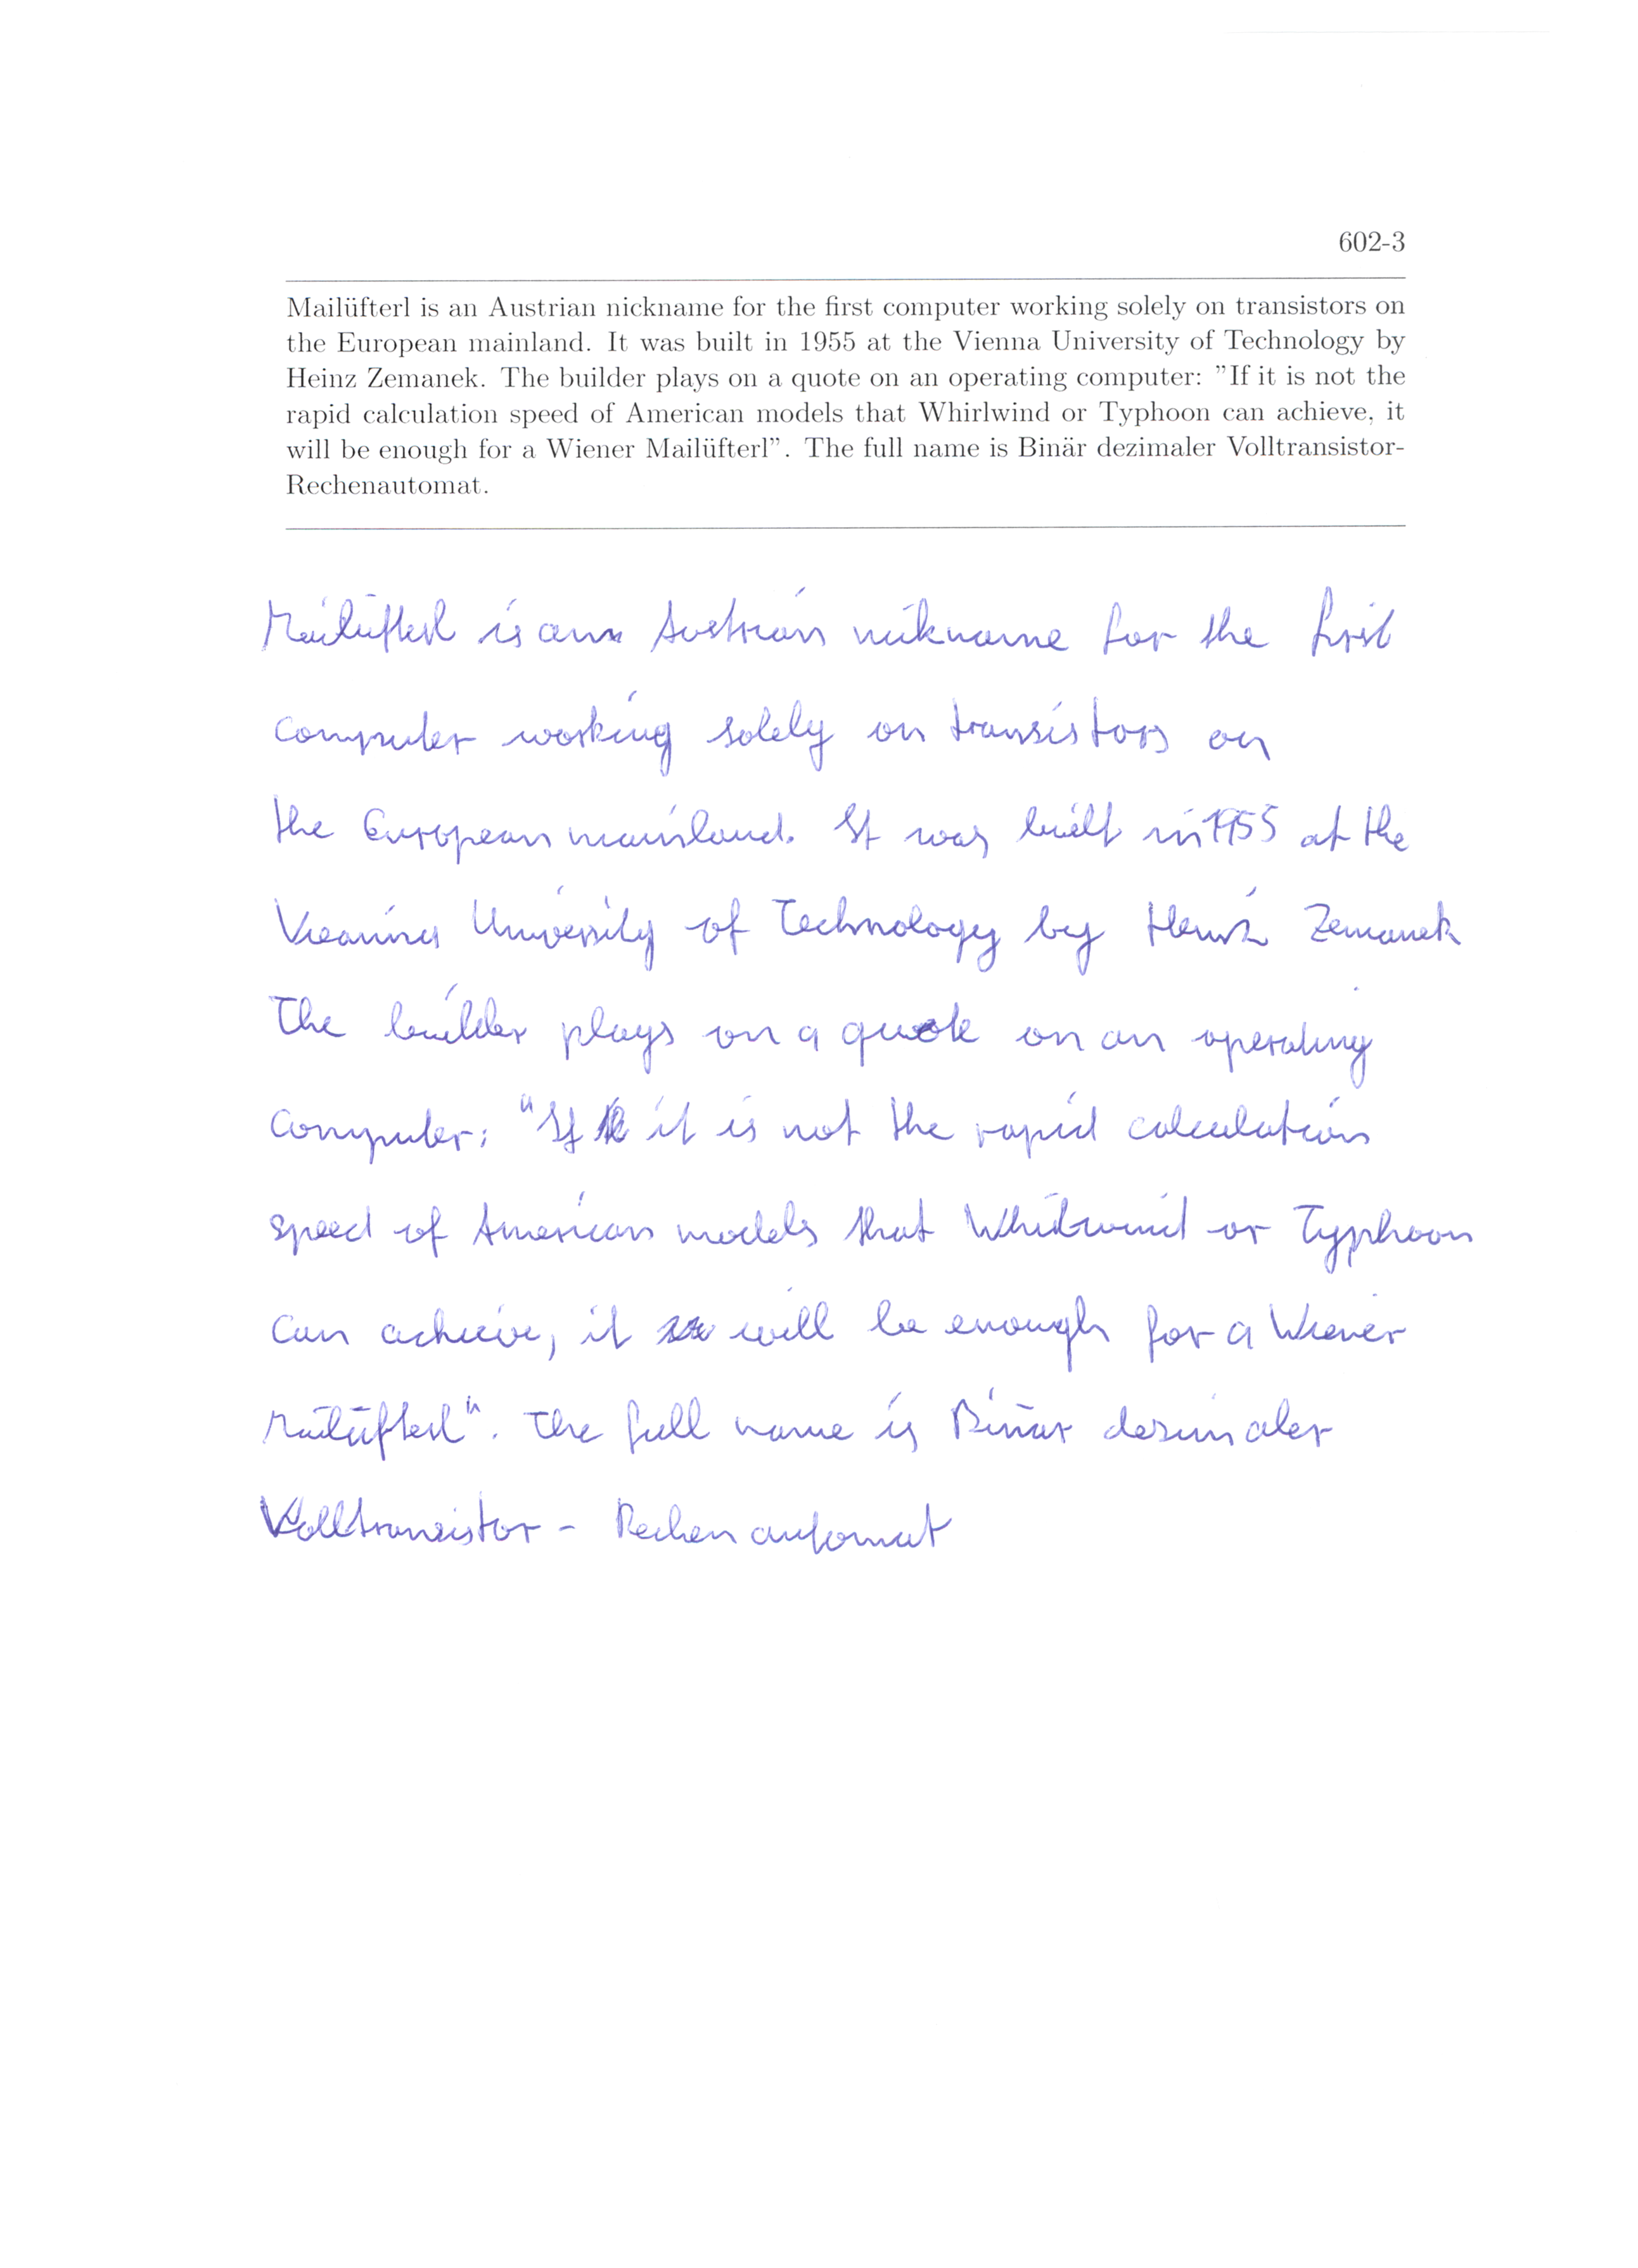 602-3
Mailüfterl is an Austrian nickname for the first computer working solely on transistors on
the European mainland. It was built in 1955 at the Vienna University of Technology by
Heinz Zemanek. The builder plays on a quote on an operating computer: ”If it is not the
rapid calculation speed of American models that Whirlwind or Typhoon can achieve, it
will be enough for a Wiener Mailüfterl”. The full name is Binär dezimaler Volltransistor-
Rechenautomat.
Mailüfterl is an Austrian nikname for the first
computer working solely on transistors on
the European mainland. It was built in 1955 at the
Vienna University of Technology by Heinz Zemanek
The builder plays on a quote on an operating
computer: "If it is not the rapid calculation
speed of American models that Whirlwind or Typhoon
can achieve, it will be enough for a Wiener
Mailüfterl". The full name is Binär dezimaler
Volltransistor - Rechenautomat